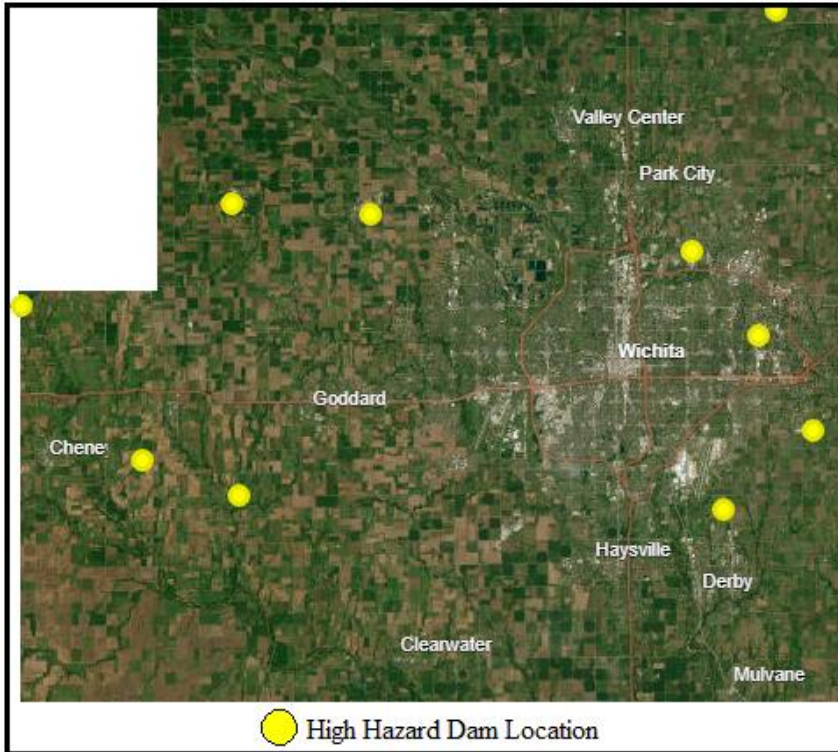 Valley Center
Park City
Wichita
Goddard
Chene
Haysville
Derby
Clearwater
Mulvane
High Hazard Dam Location